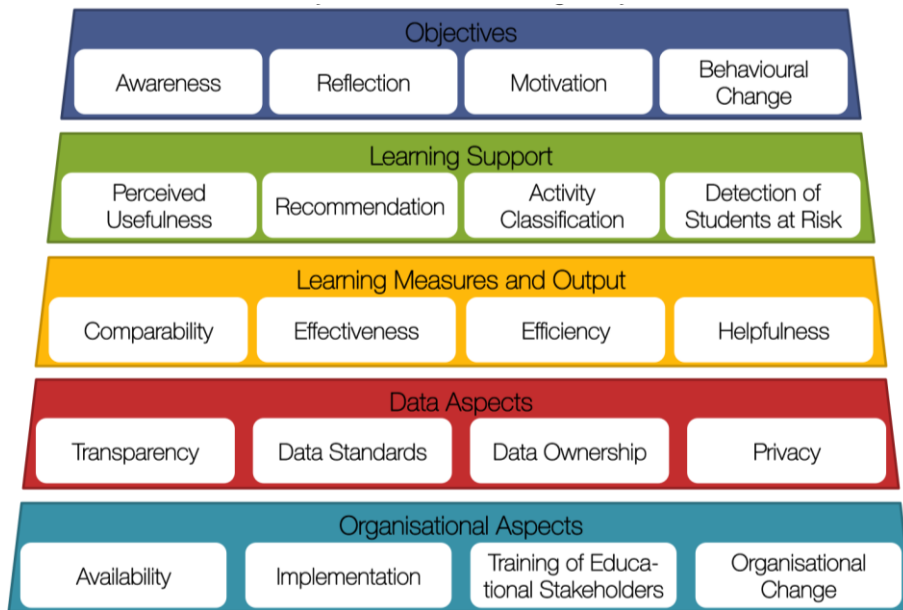 Objectives
Awareness
Reflection
Motivation
Behavioural
Change
Learning Support
Perceived
Usefulness
Recommendation
Activity
Classification
Detection of
Students at Risk
Learning Measures and Output
Comparability
Effectiveness
Efficiency
Helpfulness
Data Aspects
Transparency
Data Standards
Data Ownership
Privacy
Organisational Aspects
Availability
Implementation
Training of Educa-
tional Stakeholders
Organisational
Change